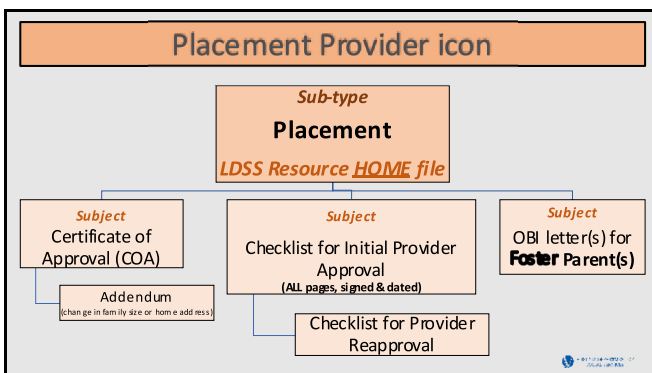 Placement Provider icon
Sub-type
Placement
LDSS Resource HOME file
Subject
Certificate of
Approval (COA)
Addendum
(change in family size or home address)
Subject
Checklist for Initial Provider
Approval
(ALL pages, signed & dated)
Checklist for Provider
Reapproval
Subject
OBI letter(s) for
Foster Parent(s)